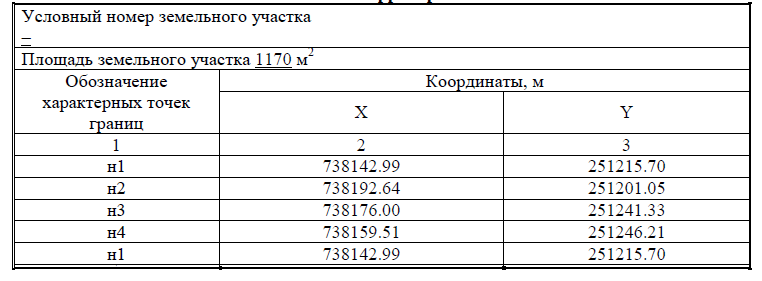 Условный номер земельного участка
–
Площадь земельного участка 1170 м²
Обозначение характерных точек границ
Координаты, м
X Y
1 2 3
н1 738142.99 251215.70
н2 738192.64 251201.05
н3 738176.00 251241.33
н4 738159.51 251246.21
н1 738142.99 251215.70